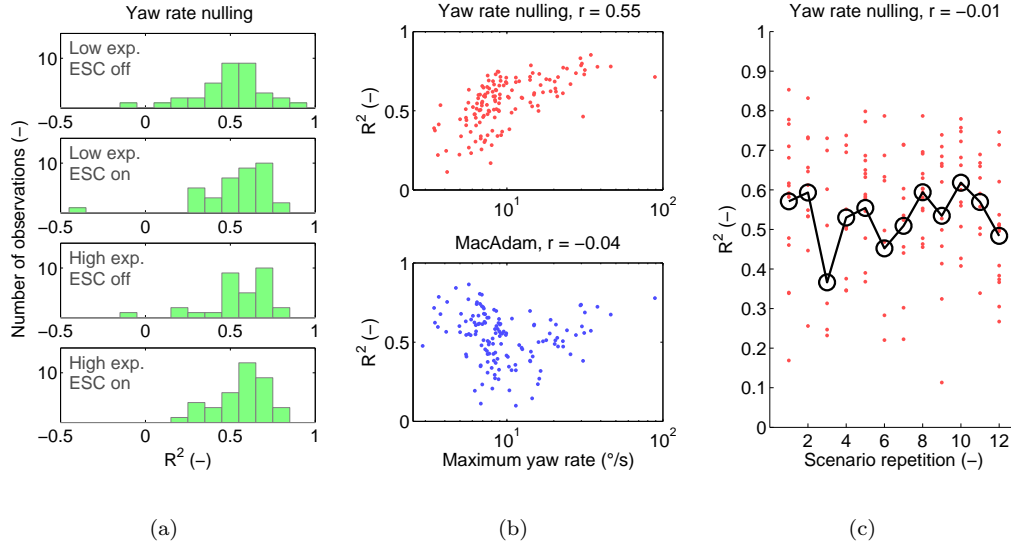 Yaw rate nulling
Number of observations (−)
Low exp.
ESC off
10
−0.5 0 0.5 1
Low exp.
ESC on
10
−0.5 0 0.5 1
High exp.
ESC off
10
−0.5 0 0.5 1
High exp.
ESC on
10
−0.5 0 0.5 1
R² (−)
(a)
Yaw rate nulling, r = 0.55
R² (−)
1
0.5
0
10¹ 10²
MacAdam, r = −0.04
R² (−)
1
0.5
0
10¹ 10²
Maximum yaw rate (°/s)
(b)
Yaw rate nulling, r = −0.01
R² (−)
1
0.9
0.8
0.7
0.6
0.5
0.4
0.3
0.2
0.1
0
2 4 6 8 10 12
Scenario repetition (−)
(c)